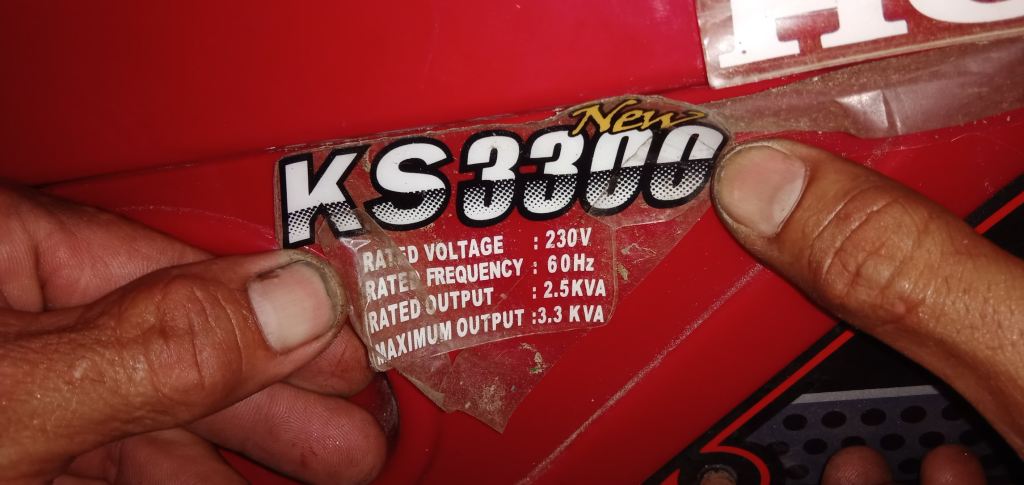 New
KS3300
RATED VOLTAGE : 230V
RATED FREQUENCY : 60Hz
RATED OUTPUT : 2.5KVA
MAXIMUM OUTPUT :3.3 KVA